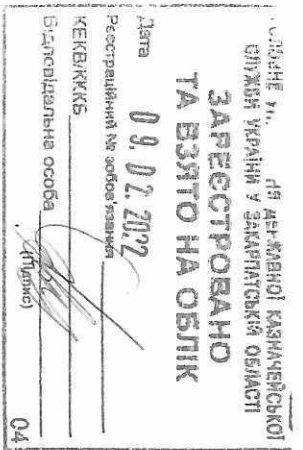 ДЕРЖАВНОЇ КАЗНАЧЕЙСЬКОЇ
СЛУЖБИ УКРАЇНИ У ЗАКАРПАТСЬКІЙ ОБЛАСТІ
ЗАРЕЄСТРОВАНО
ТА ВЗЯТО НА ОБЛІК
Дата 09.02.2022
Реєстраційний № зобов'язання
КЕКВ/КККБ
Відповідальна особа
(Підпис)
04